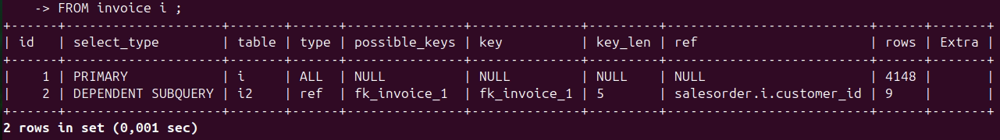 -> FROM invoice i ;
+------+--------------------+-------+------+---------------+--------------+---------+--------------------------+------+-------+
| id   | select_type        | table | type | possible_keys | key          | key_len | ref                      | rows | Extra |
+------+--------------------+-------+------+---------------+--------------+---------+--------------------------+------+-------+
|    1 | PRIMARY            | i     | ALL  | NULL          | NULL         | NULL    | NULL                     | 4148 |       |
|    2 | DEPENDENT SUBQUERY | i2    | ref  | fk_invoice_1  | fk_invoice_1 | 5       | salesorder.i.customer_id | 9    |       |
+------+--------------------+-------+------+---------------+--------------+---------+--------------------------+------+-------+
2 rows in set (0,001 sec)